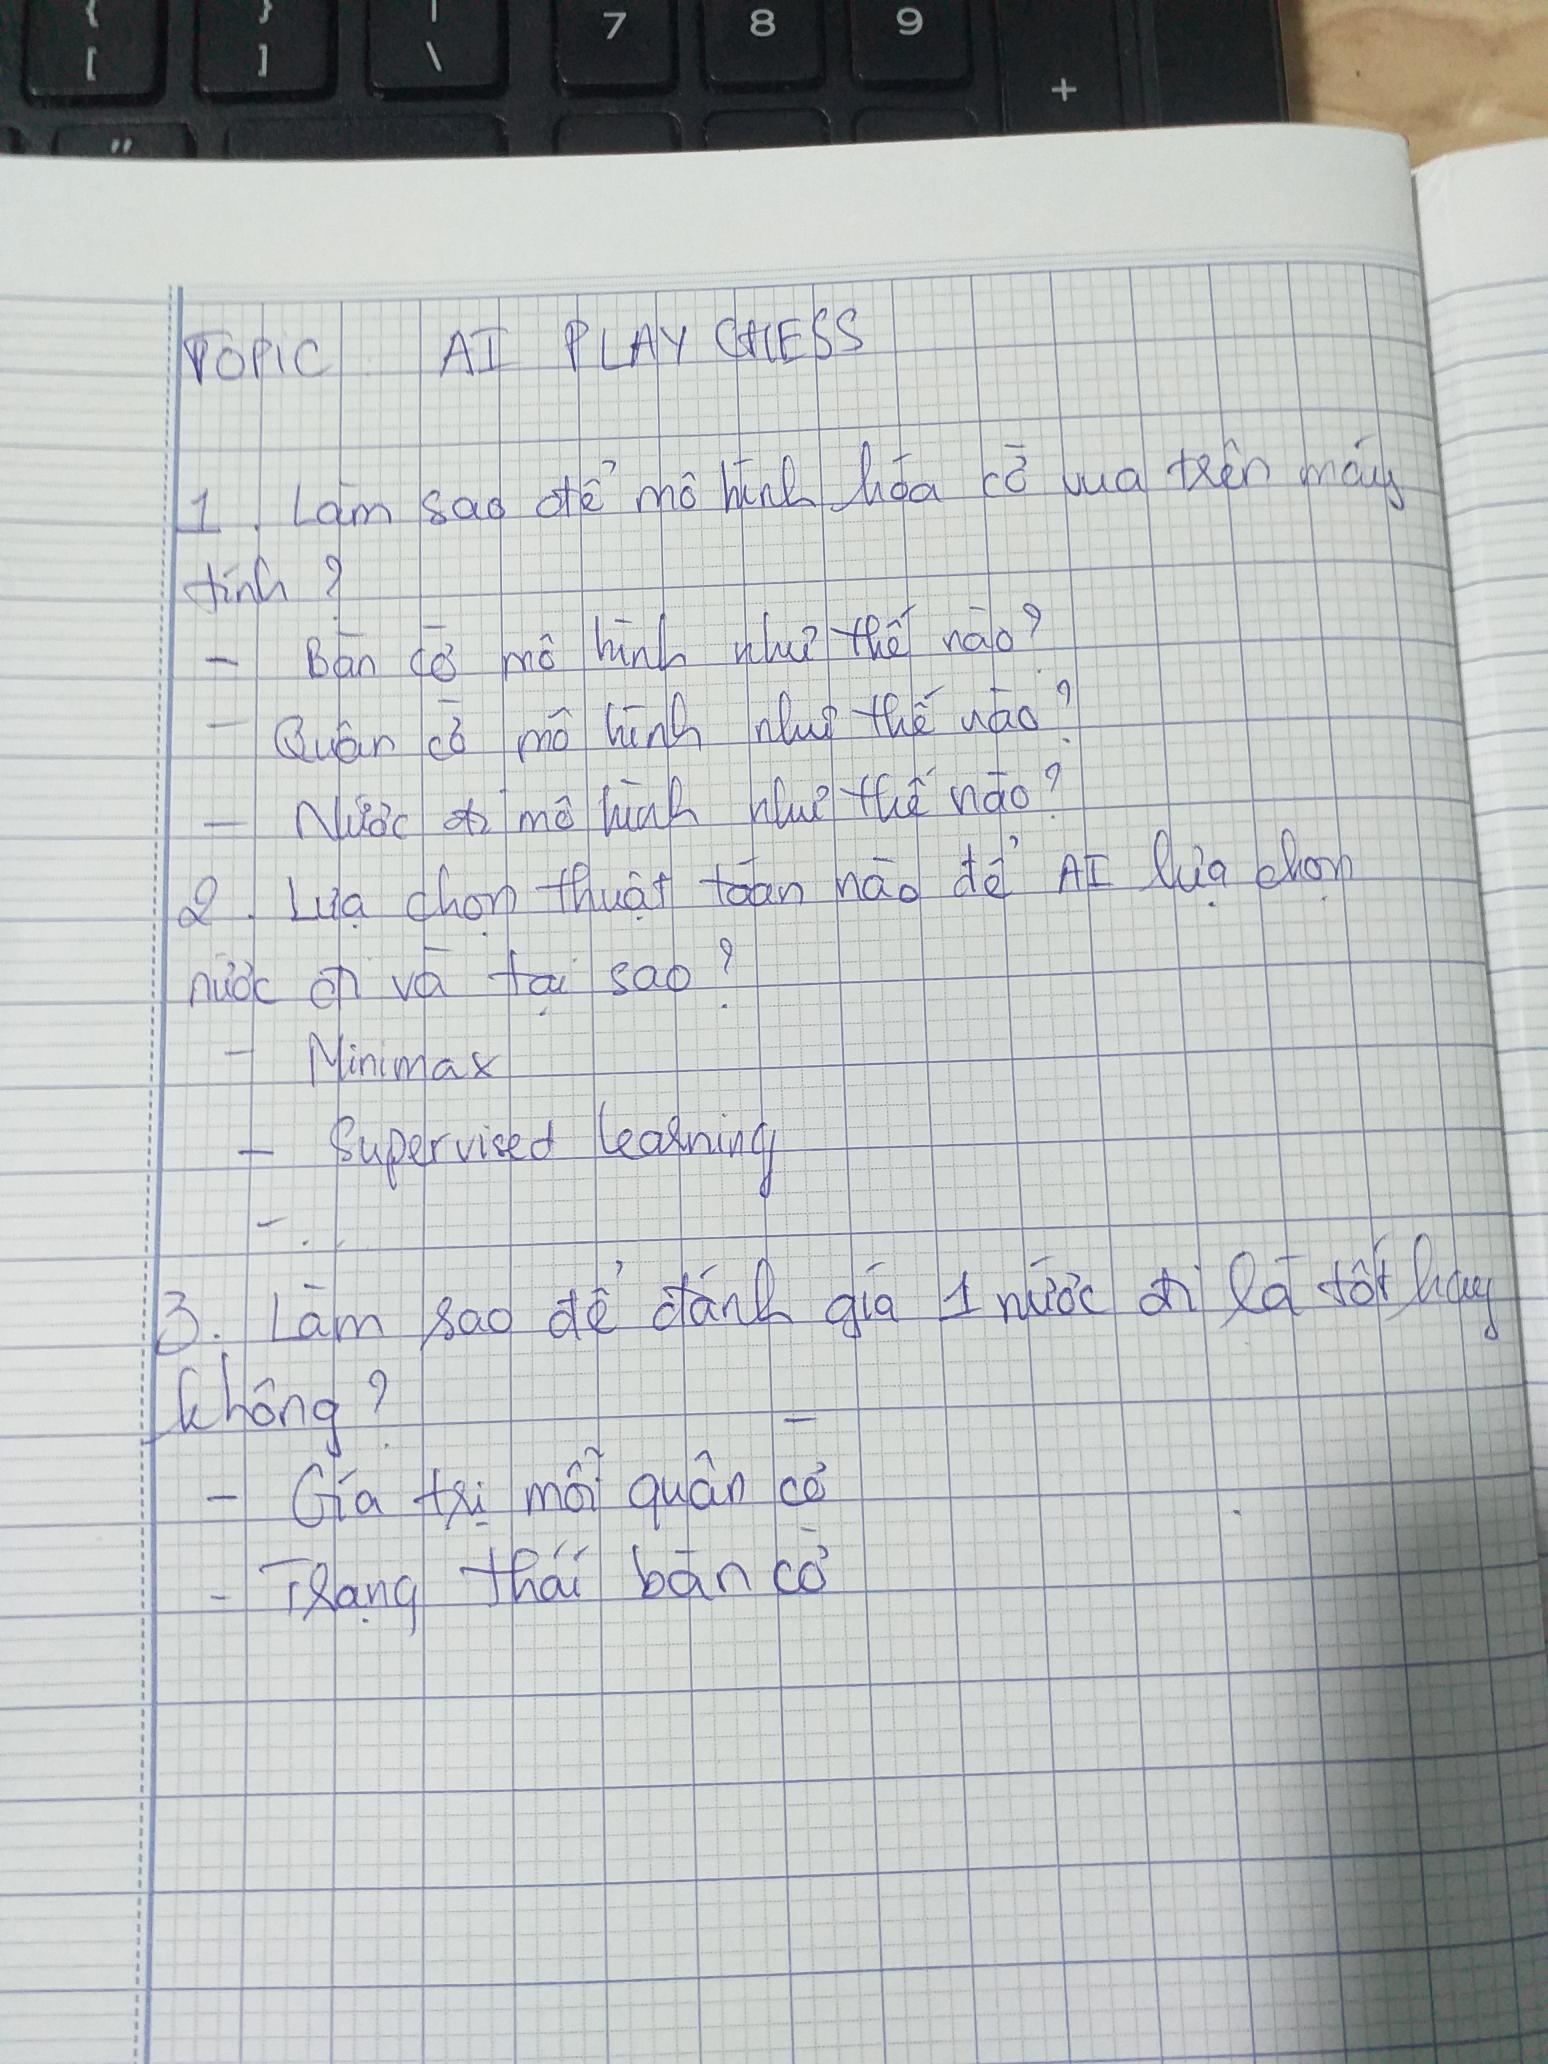 { } |
[ ] \ 7 8 9
+
"
TOPIC AI PLAY CHESS
1. Làm sao để mô hình hóa cờ vua trên máy
tính?
- Bàn cờ mô hình như thế nào?
- Quân cờ mô hình như thế nào?
- Nước đi mô hình như thế nào?
2. Lựa chọn thuật toán nào để AI lựa chọn
nước đi và tại sao?
- Minimax
- Supervised learning
- ...
3. Làm sao để đánh giá 1 nước đi là tốt hay
không?
- Gía trị mỗi quân cờ
- Trạng thái bàn cờ